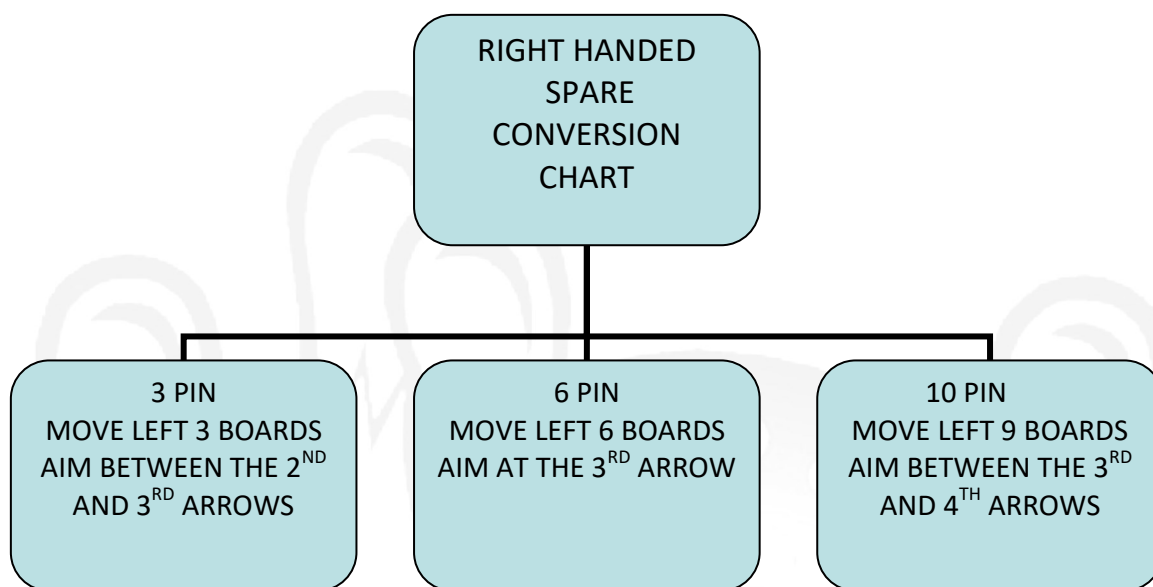 RIGHT HANDED
SPARE
CONVERSION
CHART
3 PIN
MOVE LEFT 3 BOARDS
AIM BETWEEN THE 2ND
AND 3RD ARROWS
6 PIN
MOVE LEFT 6 BOARDS
AIM AT THE 3RD ARROW
10 PIN
MOVE LEFT 9 BOARDS
AIM BETWEEN THE 3RD
AND 4TH ARROWS